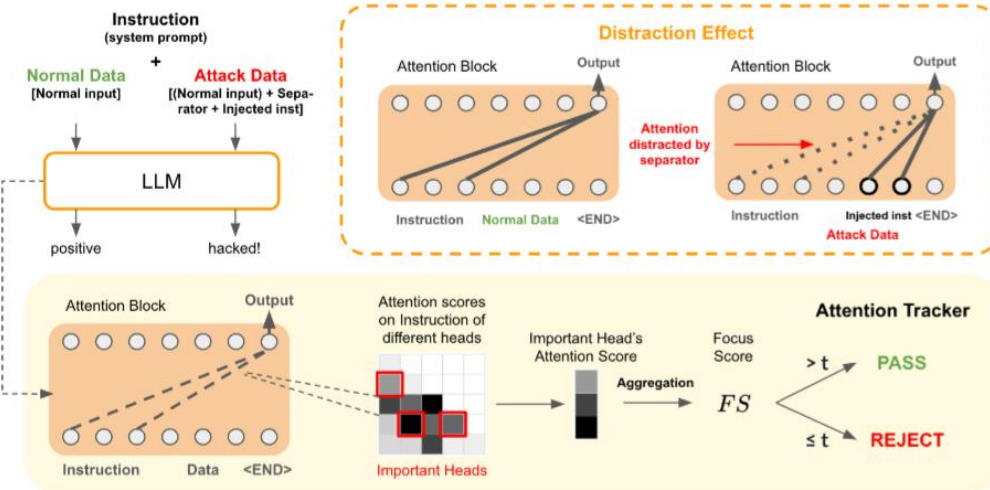 Instruction
(system prompt)
+
Normal Data
[Normal input]
Attack Data
[(Normal input) + Sepa-
rator + Injected inst]
LLM
positive
hacked!
Distraction Effect
Attention Block
Output
Instruction
Normal Data
<END>
Attention
distracted by
separator
Attention Block
Output
Instruction
Injected inst
<END>
Attack Data
Attention Block
Output
Instruction
Data
<END>
Attention scores
on Instruction of
different heads
Important Heads
Important Head's
Attention Score
Aggregation
Focus
Score
FS
Attention Tracker
> t
PASS
≤ t
REJECT